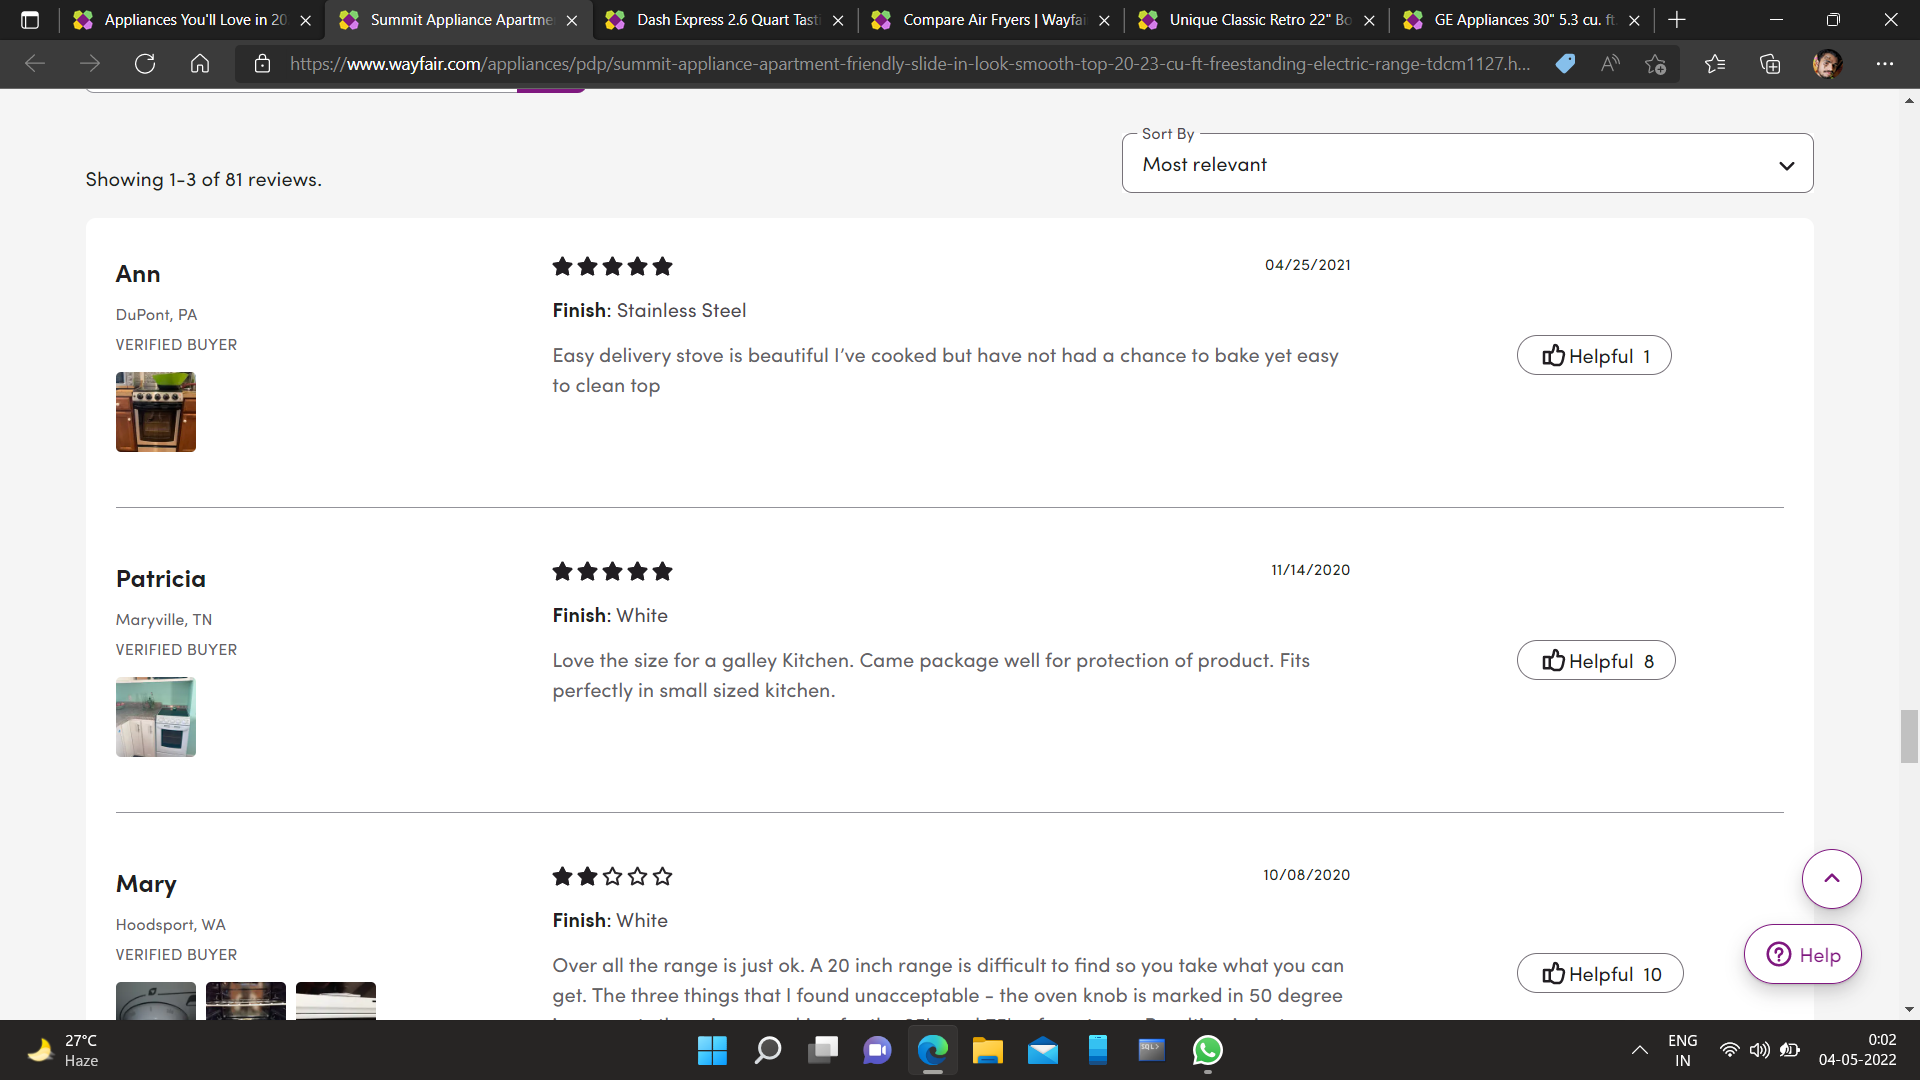 Appliances You'll Love in 20
Summit Appliance Apartme
Dash Express 2.6 Quart Tast
Compare Air Fryers | Wayfai
Unique Classic Retro 22" Bo
GE Appliances 30" 5.3 cu. ft.
https://www.wayfair.com/appliances/pdp/summit-appliance-apartment-friendly-slide-in-look-smooth-top-20-23-cu-ft-freestanding-electric-range-tdcm1127.h...
Sort By
Most relevant
Showing 1-3 of 81 reviews.
Ann
04/25/2021
DuPont, PA
Finish: Stainless Steel
VERIFIED BUYER
Easy delivery stove is beautiful I've cooked but have not had a chance to bake yet easy
to clean top
Helpful 1
Patricia
11/14/2020
Maryville, TN
Finish: White
VERIFIED BUYER
Love the size for a galley Kitchen. Came package well for protection of product. Fits
perfectly in small sized kitchen.
Helpful 8
Mary
10/08/2020
Hoodsport, WA
Finish: White
VERIFIED BUYER
Over all the range is just ok. A 20 inch range is difficult to find so you take what you can
get. The three things that I found unacceptable - the oven knob is marked in 50 degree
Helpful 10
Help
27°C
Haze
SQL>
ENG
IN
0:02
04-05-2022